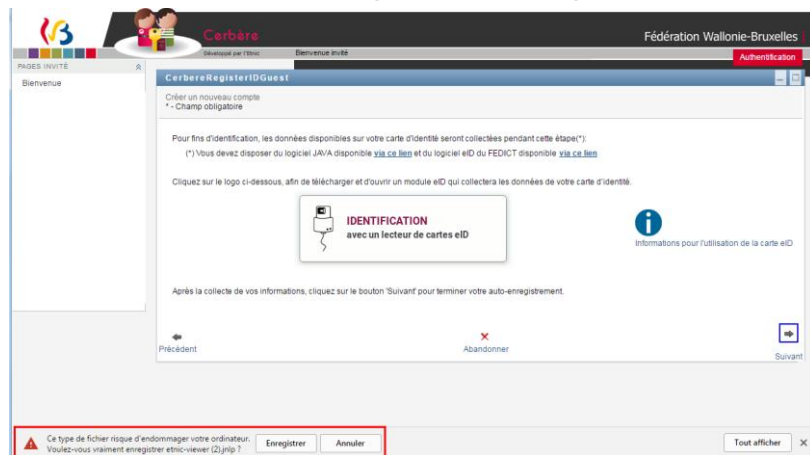 Cerbère
Fédération Wallonie-Bruxelles
Développé par l'Etnic
Bienvenue invité
Authentification
PAGES INVITÉ
Bienvenue
CerbereRegisterIDGuest
Créer un nouveau compte
* - Champ obligatoire
Pour fins d'identification, les données disponibles sur votre carte d'identité seront collectées pendant cette étape(*):
(*) Vous devez disposer du logiciel JAVA disponible via ce lien et du logiciel eID du FEDICT disponible via ce lien
Cliquez sur le logo ci-dessous, afin de télécharger et d'ouvrir un module eID qui collectera les données de votre carte d'identité.
IDENTIFICATION
avec un lecteur de cartes eID
Informations pour l'utilisation de la carte eID
Après la collecte de vos informations, cliquez sur le bouton 'Suivant' pour terminer votre auto-enregistrement.
Précédent
Abandonner
Suivant
Ce type de fichier risque d'endommager votre ordinateur.
Voulez-vous vraiment enregistrer etnic-viewer (2).jnlp ?
Enregistrer
Annuler
Tout afficher